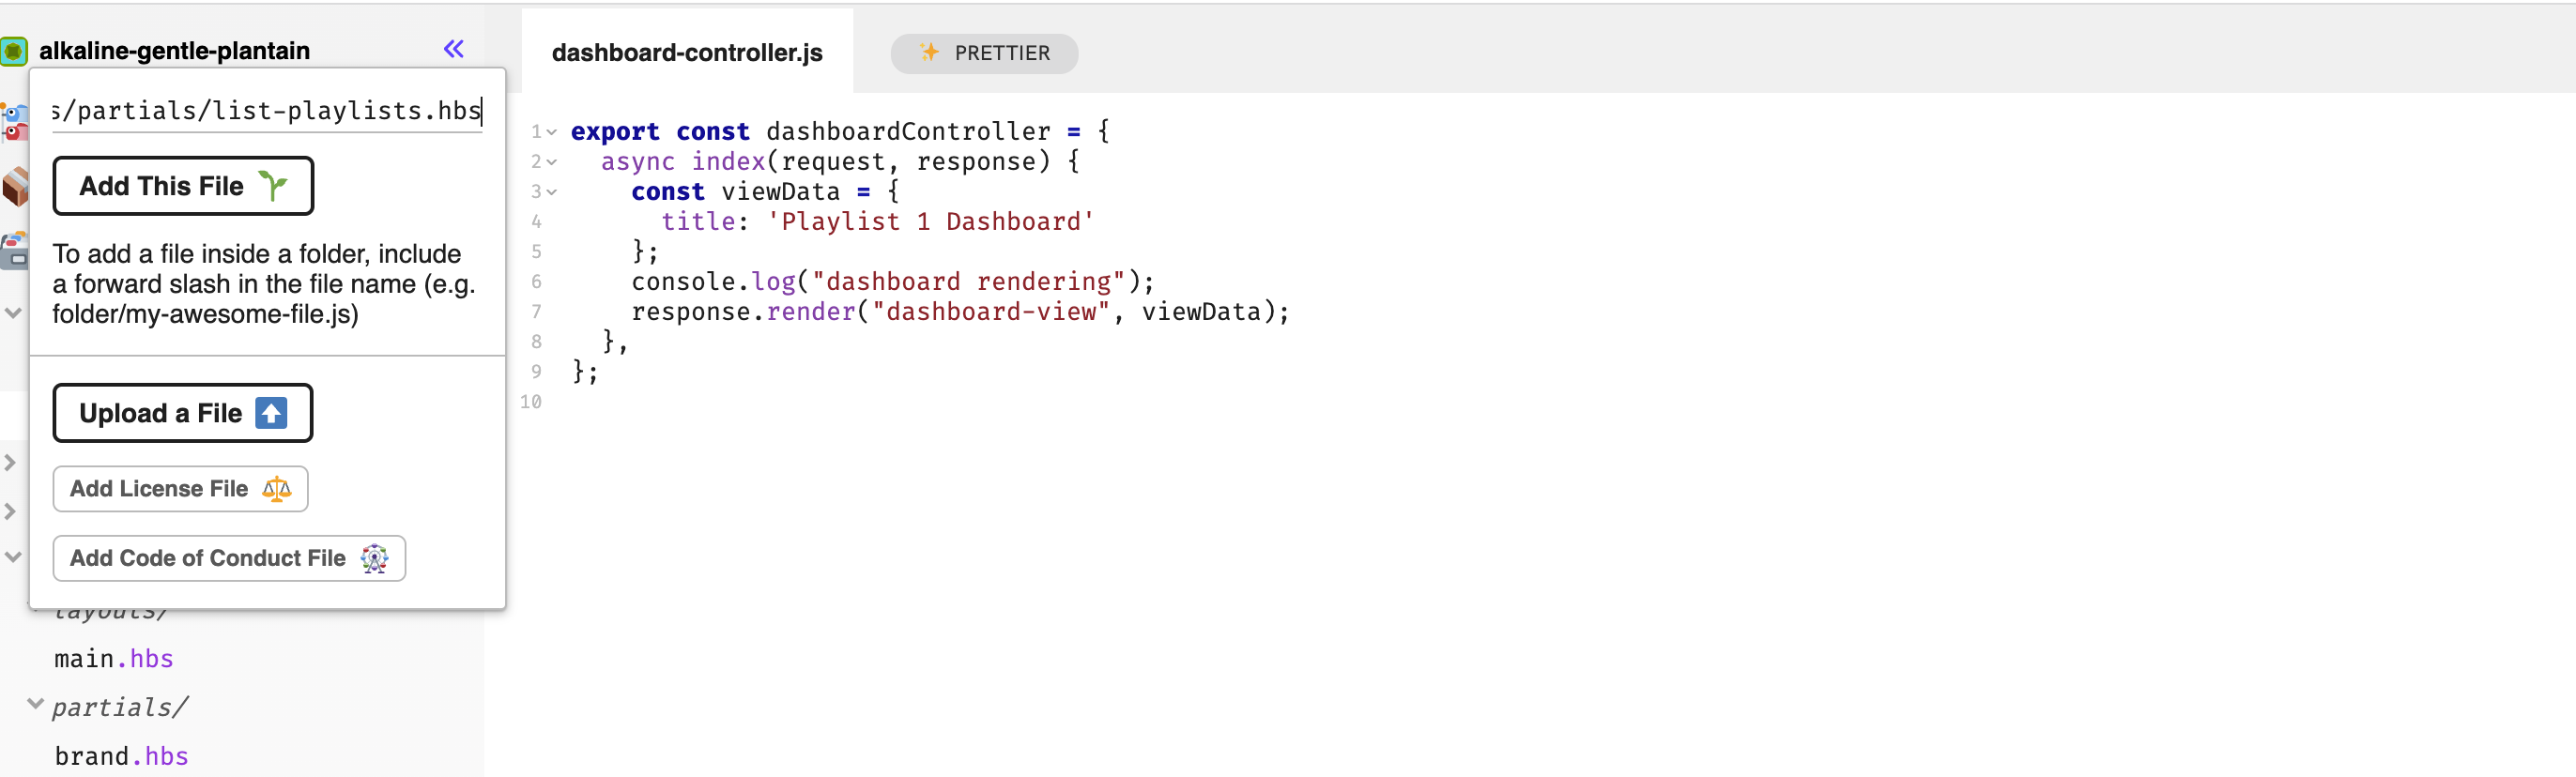 alkaline-gentle-plantain
s/partials/list-playlists.hbs
Add This File
To add a file inside a folder, include
a forward slash in the file name (e.g.
folder/my-awesome-file.js)
Upload a File
Add License File
Add Code of Conduct File
layouts/
main.hbs
partials/
brand.hbs
dashboard-controller.js
PRETTIER
1 export const dashboardController = {
2 async index(request, response) {
3 const viewData = {
4 title: 'Playlist 1 Dashboard'
5 };
6 console.log("dashboard rendering");
7 response.render("dashboard-view", viewData);
8 },
9 };
10